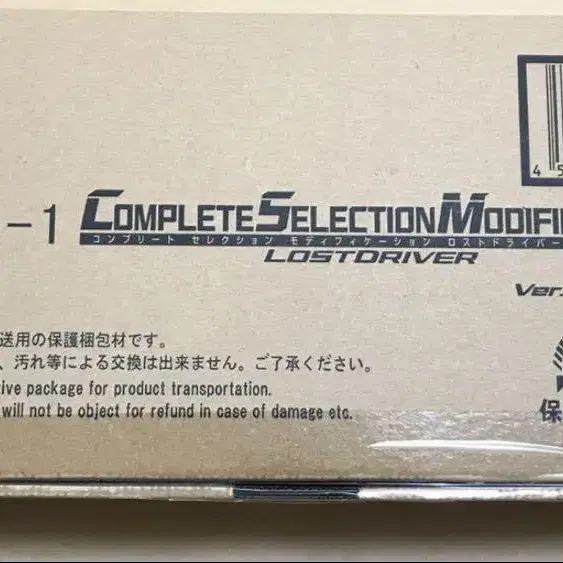 -1 COMPLETE SELECTION MODIFI
コンプリート セレクション モディフィケーション ロストドライバー
LOSTDRIVER
Ver.
送用の保護梱包材です。
、汚れ等による交換は出来ません。ご了承ください。
ive package for product transportation.
will not be object for refund in case of damage etc.
保
4 5